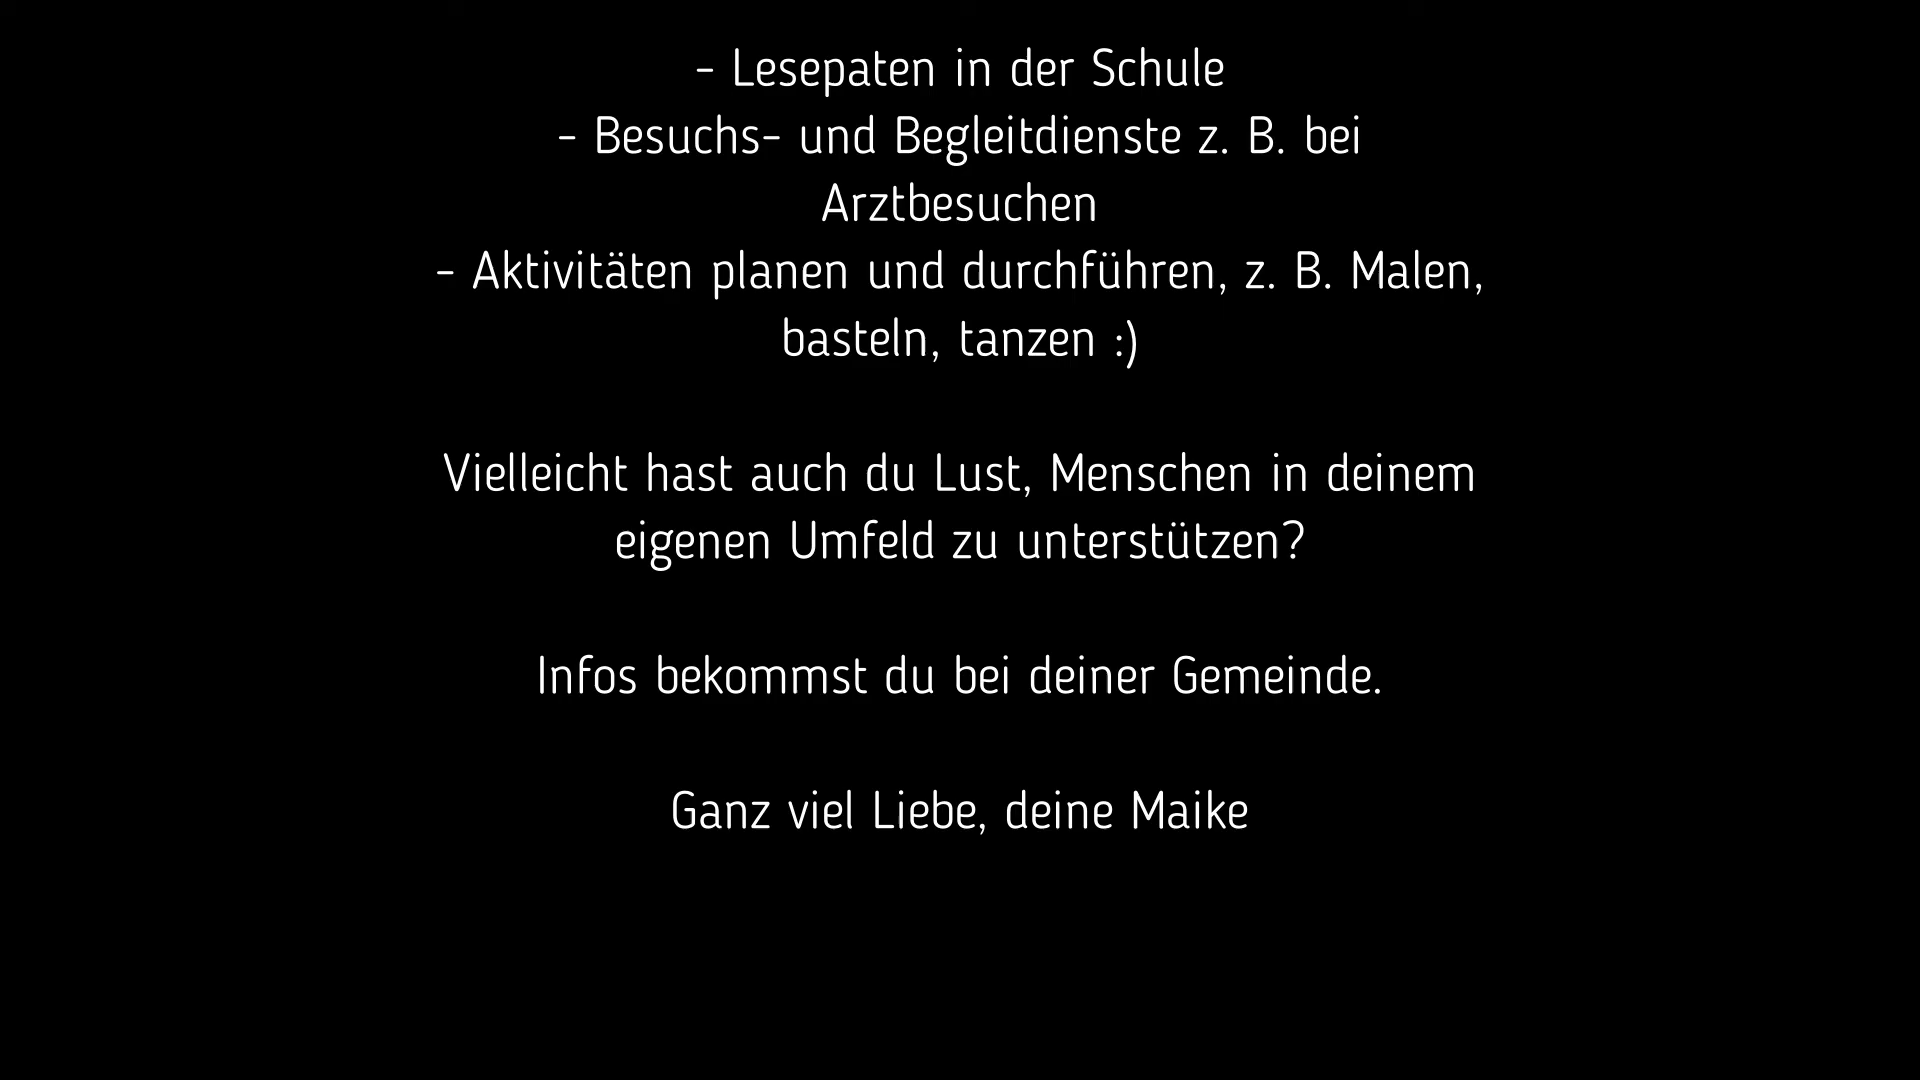 - Lesepaten in der Schule
- Besuchs- und Begleitdienste z. B. bei
Arztbesuchen
- Aktivitäten planen und durchführen, z. B. Malen,
basteln, tanzen :)
Vielleicht hast auch du Lust, Menschen in deinem
eigenen Umfeld zu unterstützen?
Infos bekommst du bei deiner Gemeinde.
Ganz viel Liebe, deine Maike